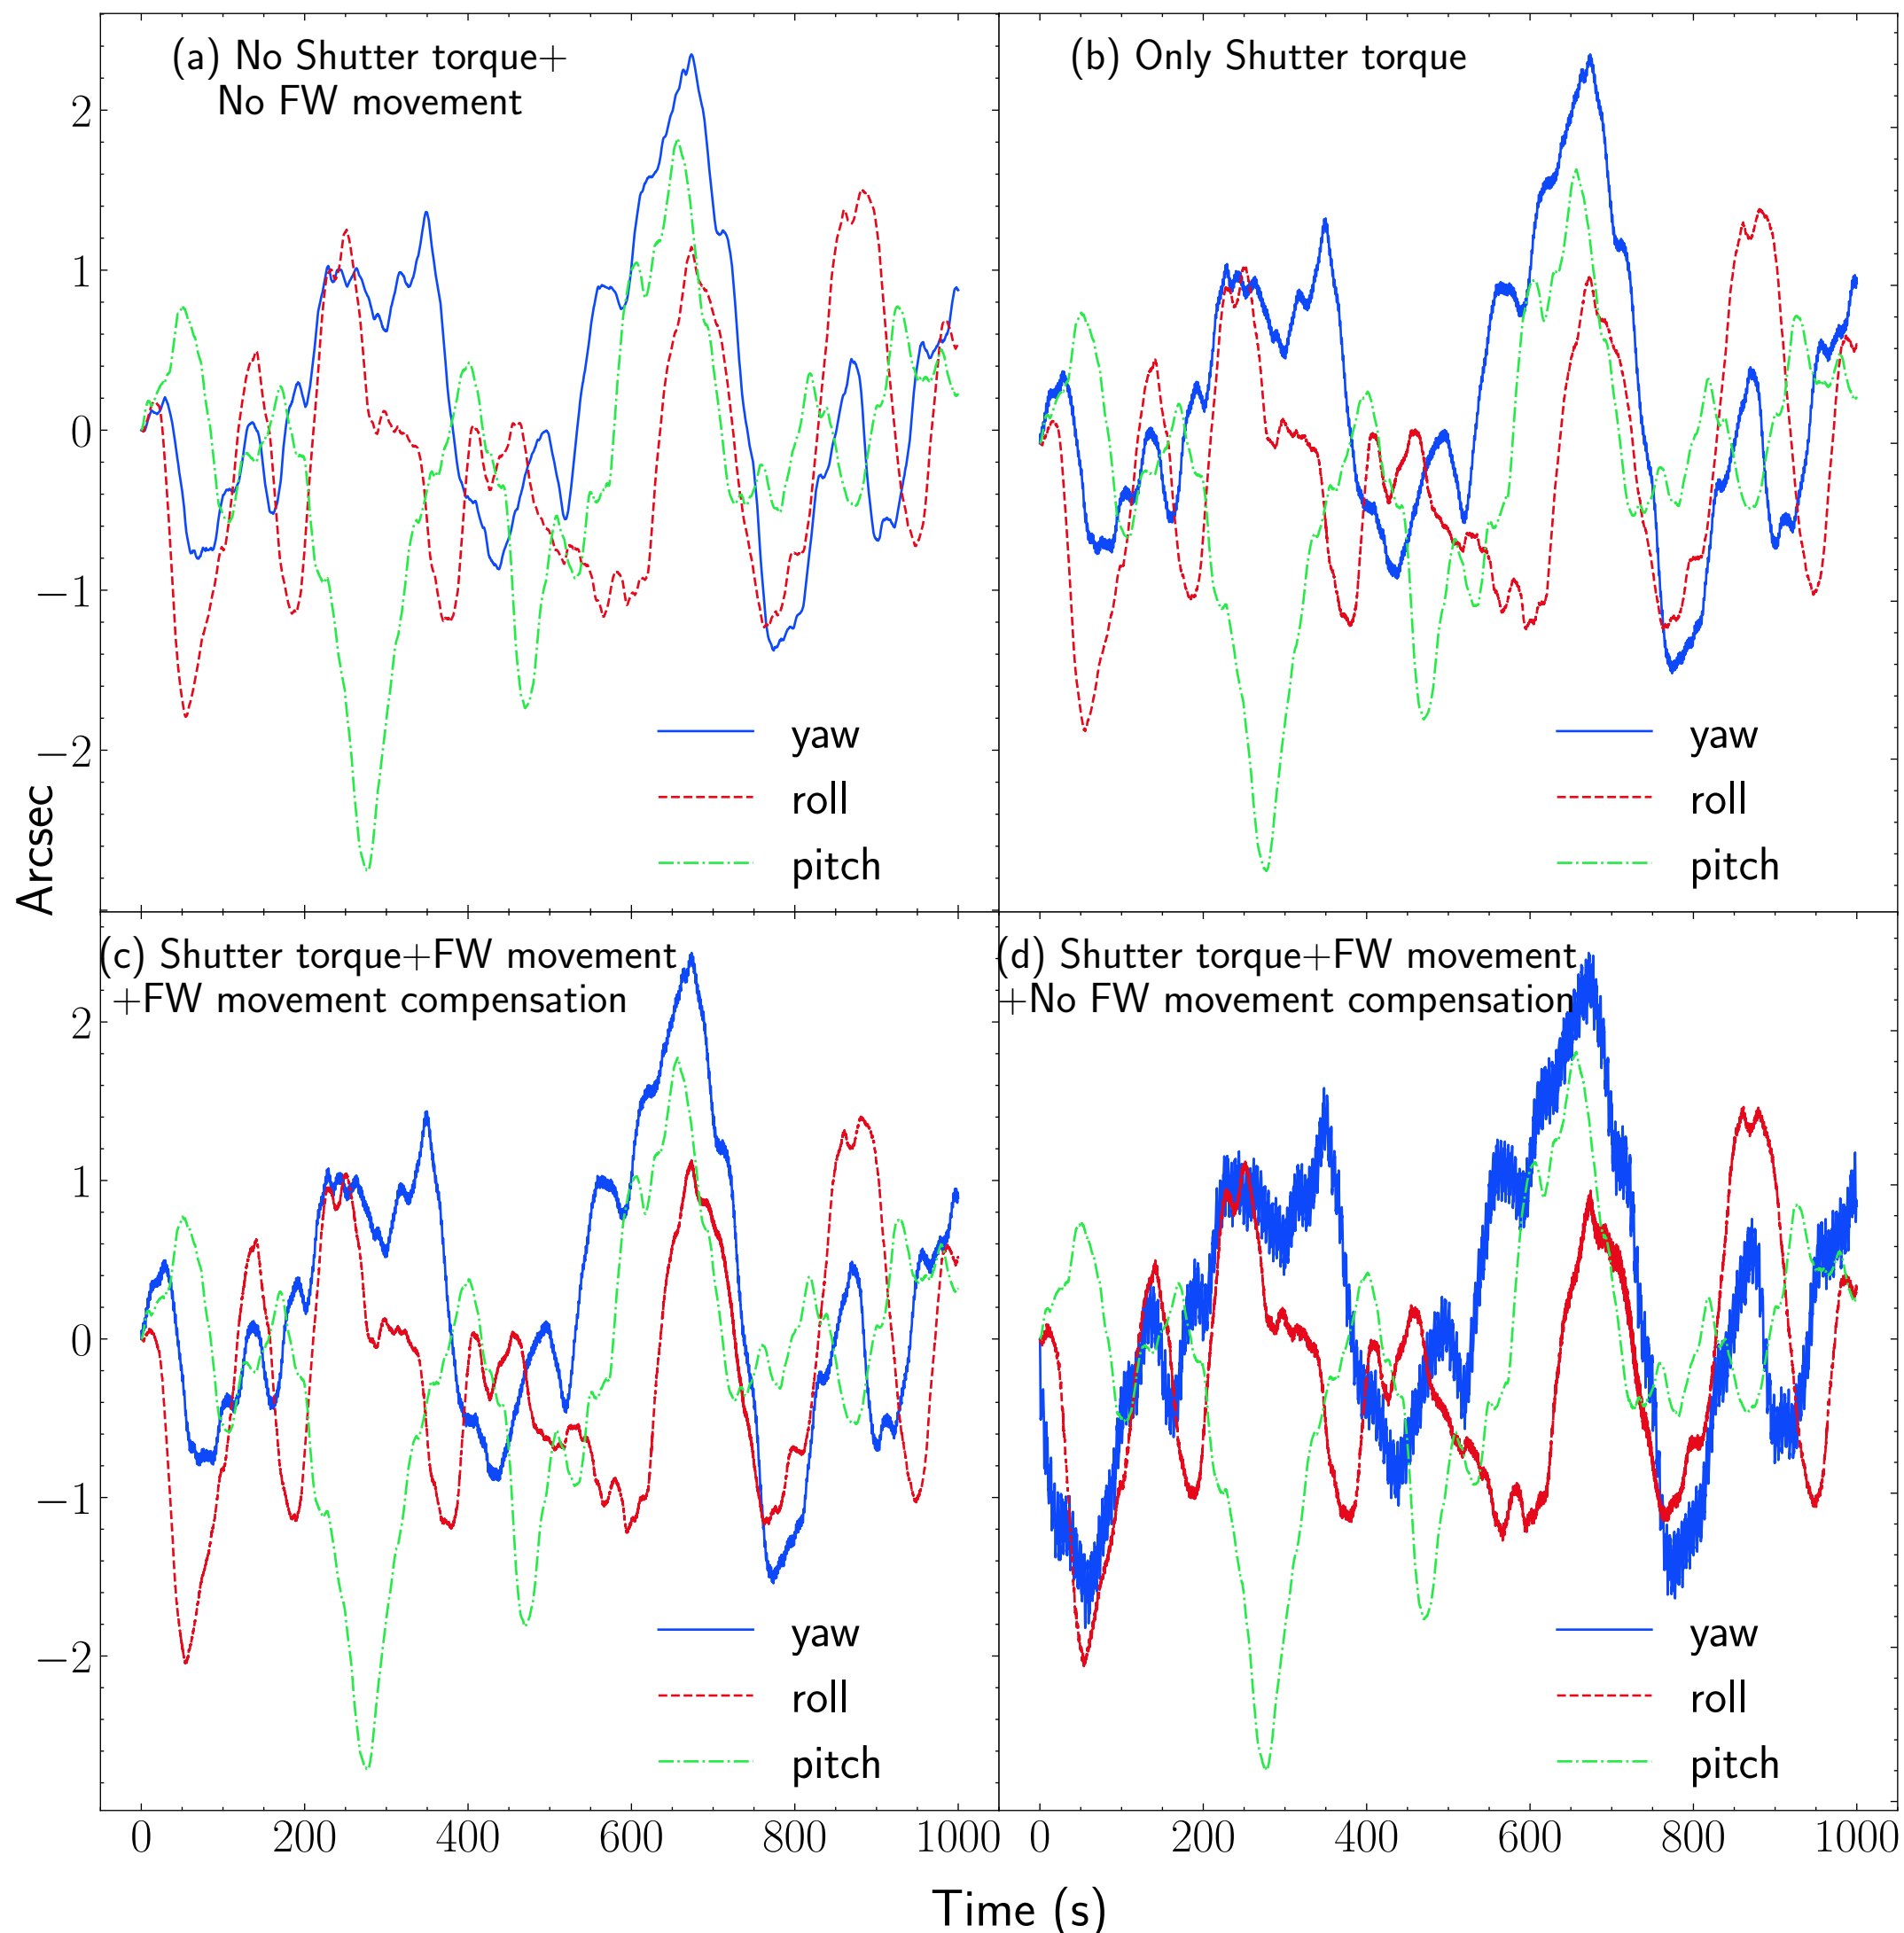 (a) No Shutter torque+
No FW movement
(b) Only Shutter torque
2
1
0
−1
−2
yaw
roll
pitch
yaw
roll
pitch
Arcsec
(c) Shutter torque+FW movement
+FW movement compensation
(d) Shutter torque+FW movement
+No FW movement compensation
2
1
0
−1
−2
yaw
roll
pitch
yaw
roll
pitch
0 200 400 600 800 1000
0 200 400 600 800 1000
Time (s)